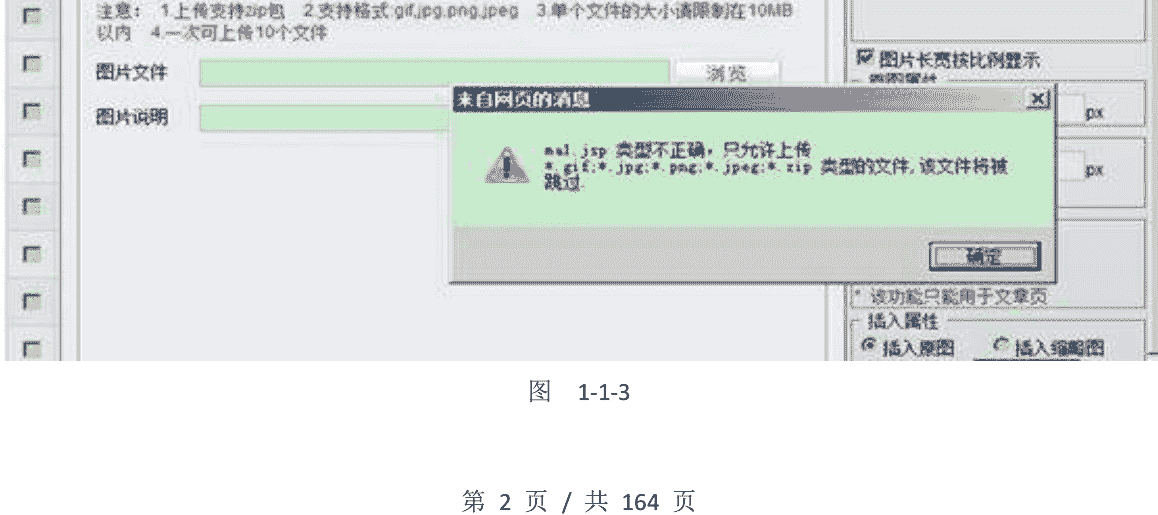 注意： 1.上传支持zip包 2.支持格式:gif,jpg,png,jpeg 3.单个文件的大小请限制在10MB
以内 4.一次可上传10个文件
图片文件
浏览
图片说明
来自网页的消息
mal.jsp 类型不正确，只允许上传
*.gif;*.jpg;*.png;*.jpeg;*.zip 类型的文件,该文件将被
跳过.
确定
图片长宽按比例显示
px
px
* 该功能只能用于文章页
插入属性
插入原图 插入缩略图
图 1-1-3
第 2 页 / 共 164 页